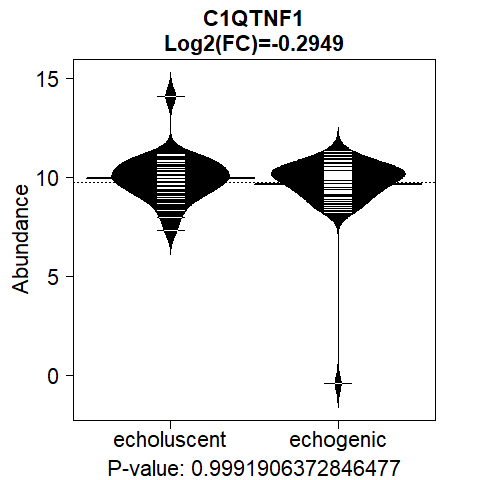 C1QTNF1
Log2(FC)=-0.2949
15
10
5
0
Abundance
echoluscent echogenic
P-value: 0.9991906372846477